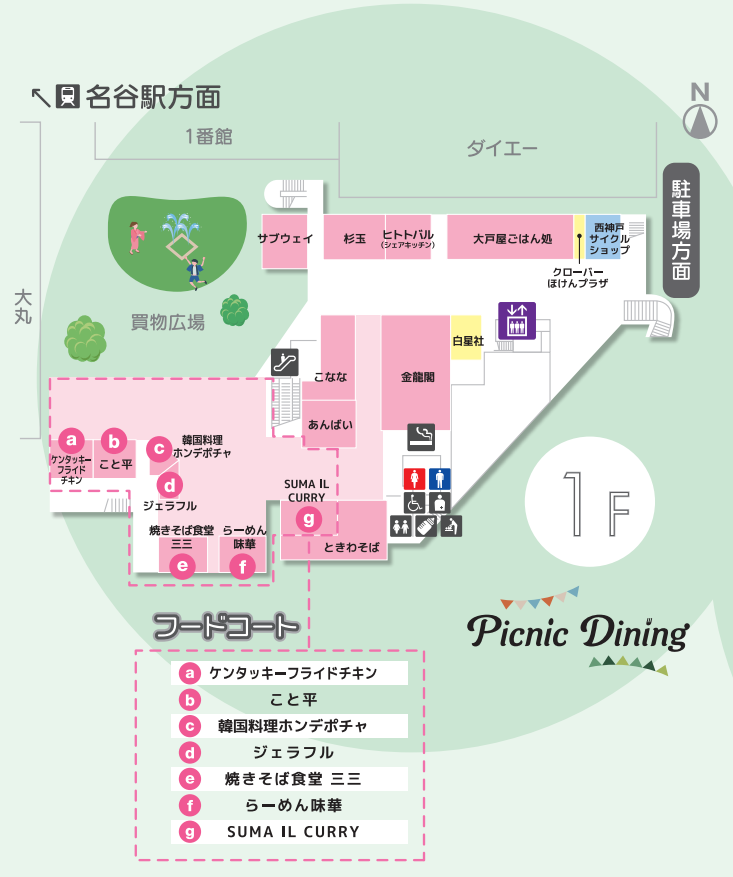 名谷駅方面
N
1番館
ダイエー
駐車場方面
大丸
買物広場
サブウェイ
杉玉
ヒトトバル
(シェアキッチン)
大戸屋ごはん処
西神戸
サイクル
ショップ
クローバー
ほけんプラザ
白星社
こなな
金龍閣
あんばい
a
b
c
韓国料理
ホンデポチャ
ケンタッキー
フライド
チキン
こと平
d
ジェラフル
SUMA IL
CURRY
g
ときわそば
焼きそば食堂
三三
e
らーめん
味華
f
1F
Picnic Dining
フードコート
a ケンタッキーフライドチキン
b こと平
c 韓国料理ホンデポチャ
d ジェラフル
e 焼きそば食堂 三三
f らーめん味華
g SUMA IL CURRY